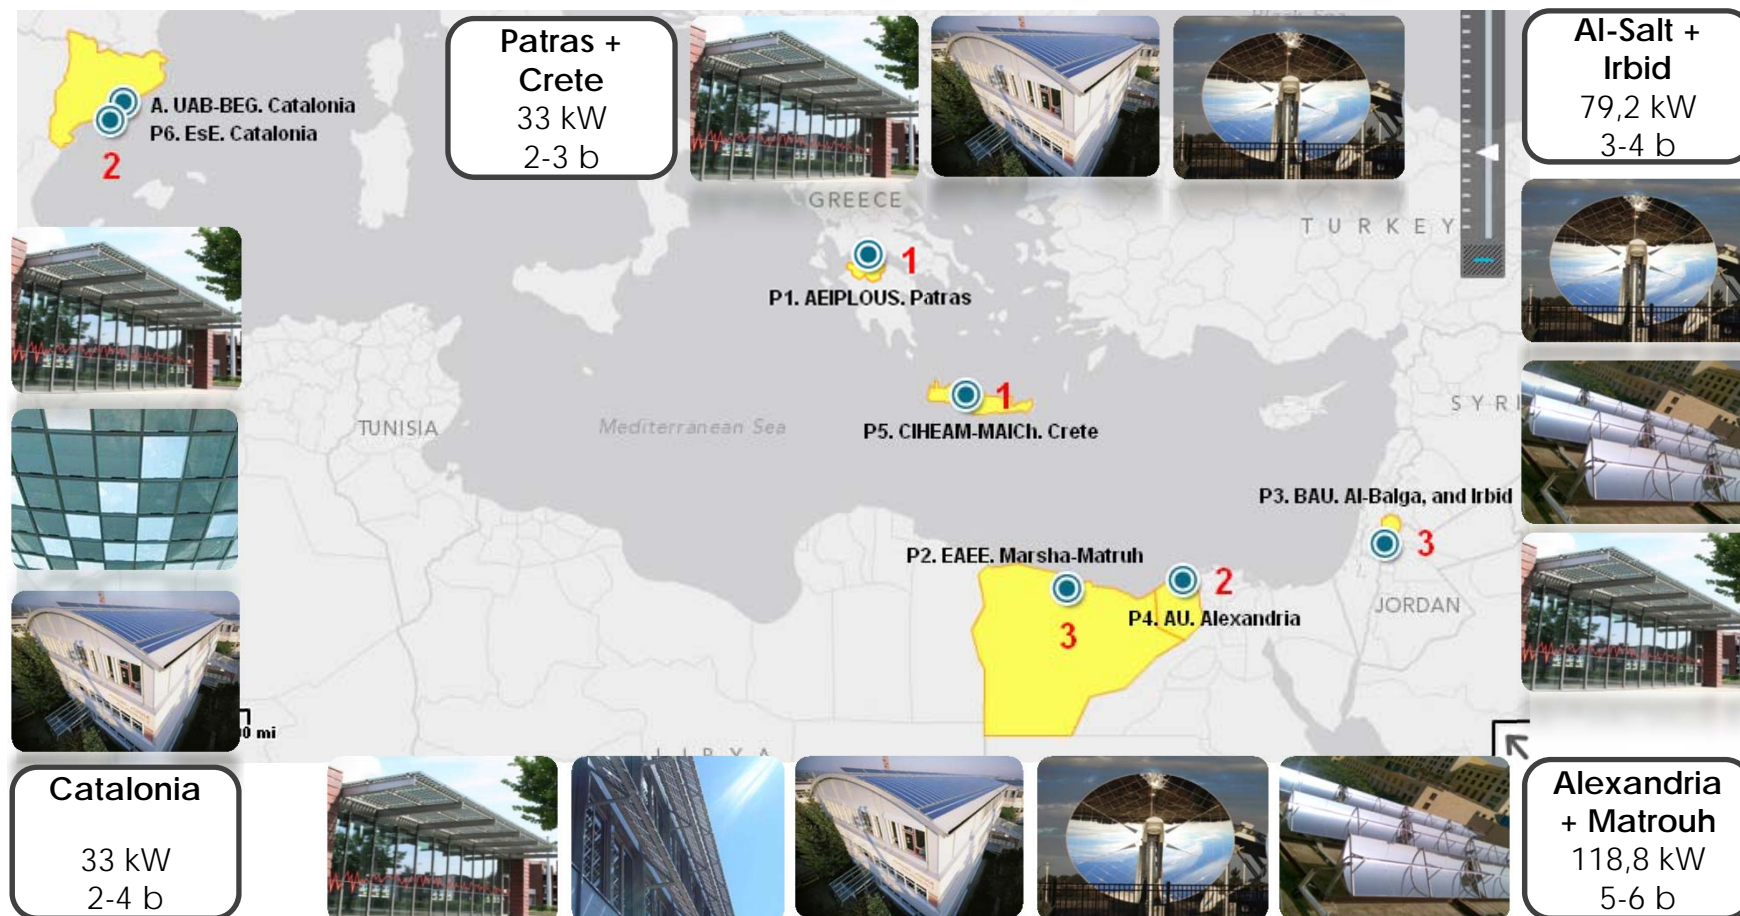 Patras +
Crete
33 kW
2-3 b
Al-Salt +
Irbid
79,2 kW
3-4 b
A. UAB-BEG. Catalonia
P6. EsE. Catalonia
2
GREECE
TURKEY
1
P1. AEIPLOUS. Patras
1
SYRI
TUNISIA
Mediterranean Sea
P5. CIHEAM-MAICh. Crete
P3. BAU. Al-Balga, and Irbid
3
P2. EAEE. Marsha-Matruh
2
JORDAN
P4. AU. Alexandria
3
mi
LIBYA
Catalonia
33 kW
2-4 b
Alexandria
+ Matrouh
118,8 kW
5-6 b